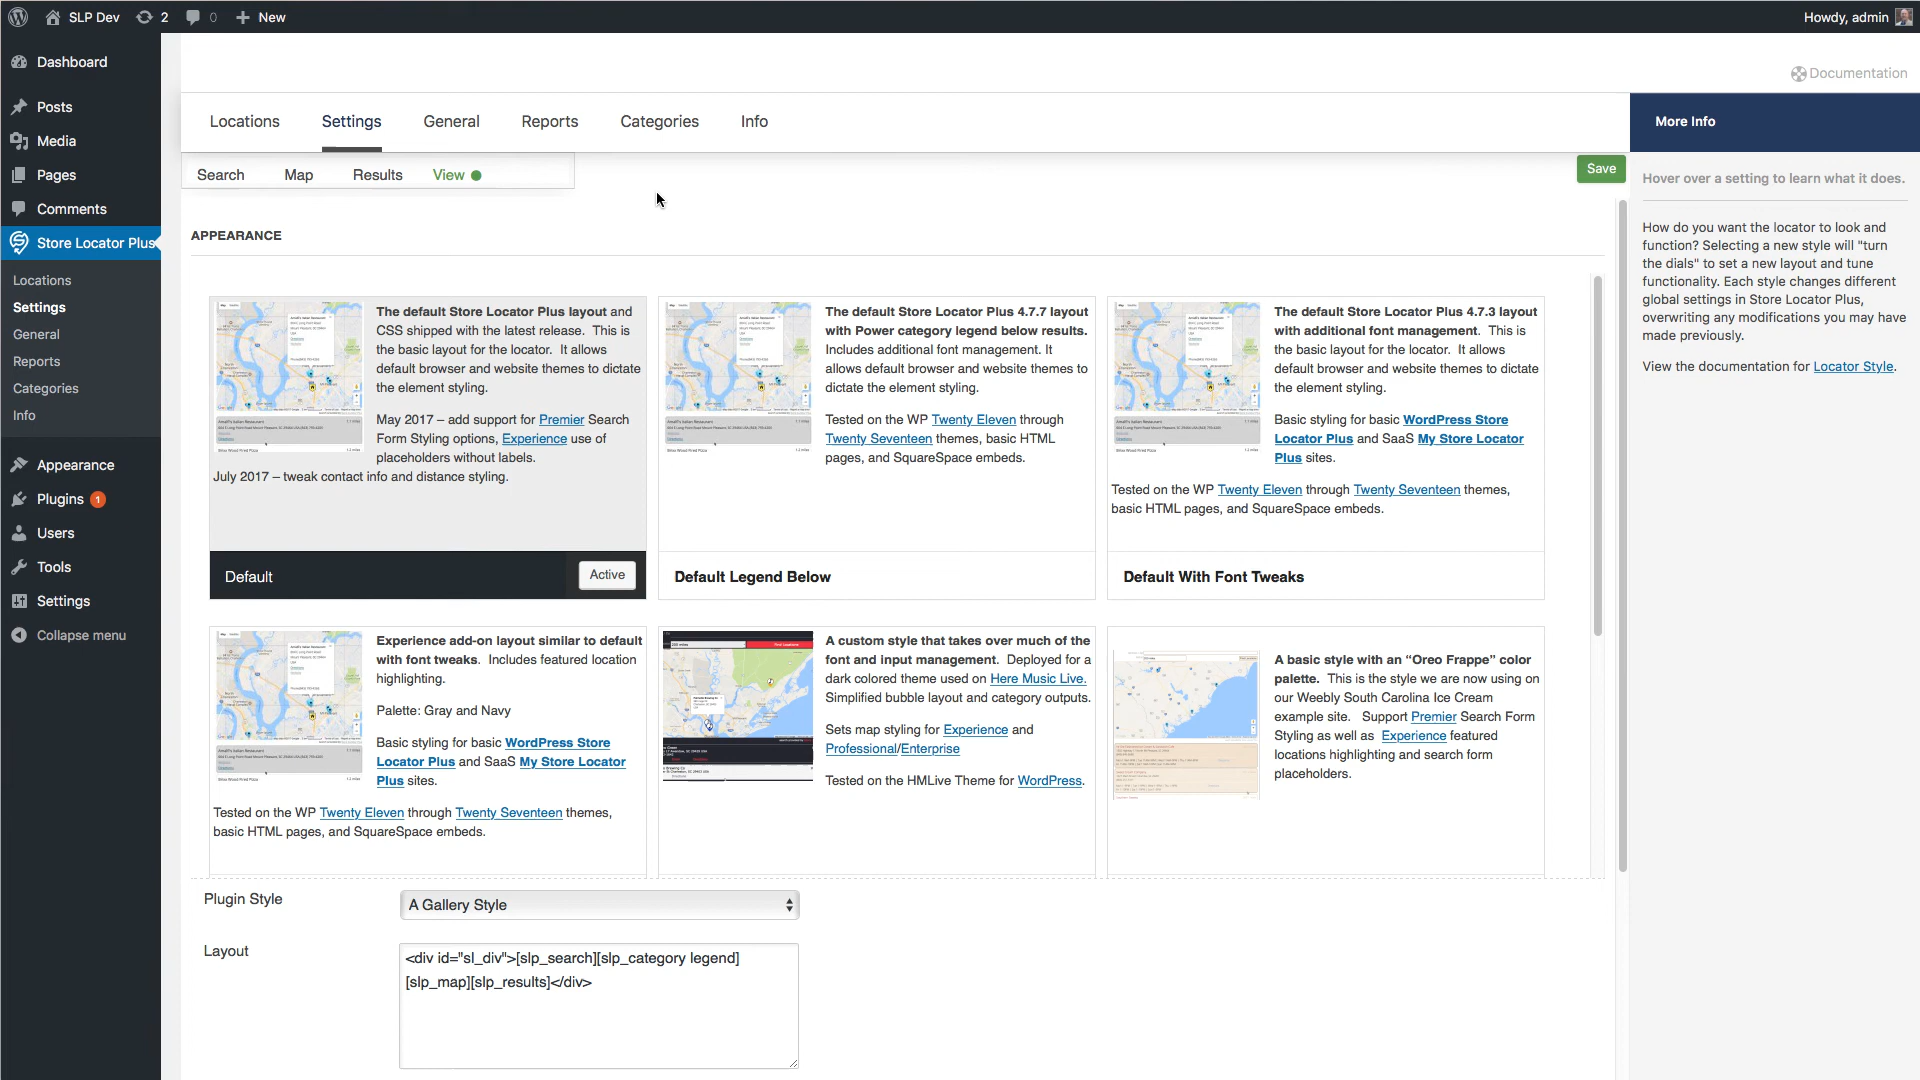 SLP Dev
2
0
New
Howdy, admin
Dashboard
Posts
Media
Pages
Comments
Store Locator Plus
Locations
Settings
General
Reports
Categories
Info
Appearance
Plugins 1
Users
Tools
Settings
Collapse menu
Documentation
Locations
Settings
General
Reports
Categories
Info
More Info
Search
Map
Results
View
Save
APPEARANCE
The default Store Locator Plus layout and
CSS shipped with the latest release. This is
the basic layout for the locator. It allows
default browser and website themes to dictate
the element styling.
May 2017 – add support for Premier Search
Form Styling options, Experience use of
placeholders without labels.
July 2017 – tweak contact info and distance styling.
Default
Active
The default Store Locator Plus 4.7.7 layout
with Power category legend below results.
Includes additional font management. It
allows default browser and website themes to
dictate the element styling.
Tested on the WP Twenty Eleven through
Twenty Seventeen themes, basic HTML
pages, and SquareSpace embeds.
Default Legend Below
The default Store Locator Plus 4.7.3 layout
with additional font management. This is
the basic layout for the locator. It allows
default browser and website themes to dictate
the element styling.
Basic styling for basic WordPress Store
Locator Plus and SaaS My Store Locator
Plus sites.
Tested on the WP Twenty Eleven through Twenty Seventeen themes,
basic HTML pages, and SquareSpace embeds.
Default With Font Tweaks
Experience add-on layout similar to default
with font tweaks. Includes featured location
highlighting.
Palette: Gray and Navy
Basic styling for basic WordPress Store
Locator Plus and SaaS My Store Locator
Plus sites.
Tested on the WP Twenty Eleven through Twenty Seventeen themes,
basic HTML pages, and SquareSpace embeds.
A custom style that takes over much of the
font and input management. Deployed for a
dark colored theme used on Here Music Live.
Simplified bubble layout and category outputs.
Sets map styling for Experience and
Professional/Enterprise
Tested on the HMLive Theme for WordPress.
A basic style with an “Oreo Frappe” color
palette. This is the style we are now using on
our Weebly South Carolina Ice Cream
example site. Support Premier Search Form
Styling as well as Experience featured
locations highlighting and search form
placeholders.
Plugin Style
A Gallery Style
Layout
<div id="sl_div">[slp_search][slp_category legend]
[slp_map][slp_results]</div>
Hover over a setting to learn what it does.
How do you want the locator to look and
function? Selecting a new style will "turn
the dials" to set a new layout and tune
functionality. Each style changes different
global settings in Store Locator Plus,
overwriting any modifications you may have
made previously.
View the documentation for Locator Style.